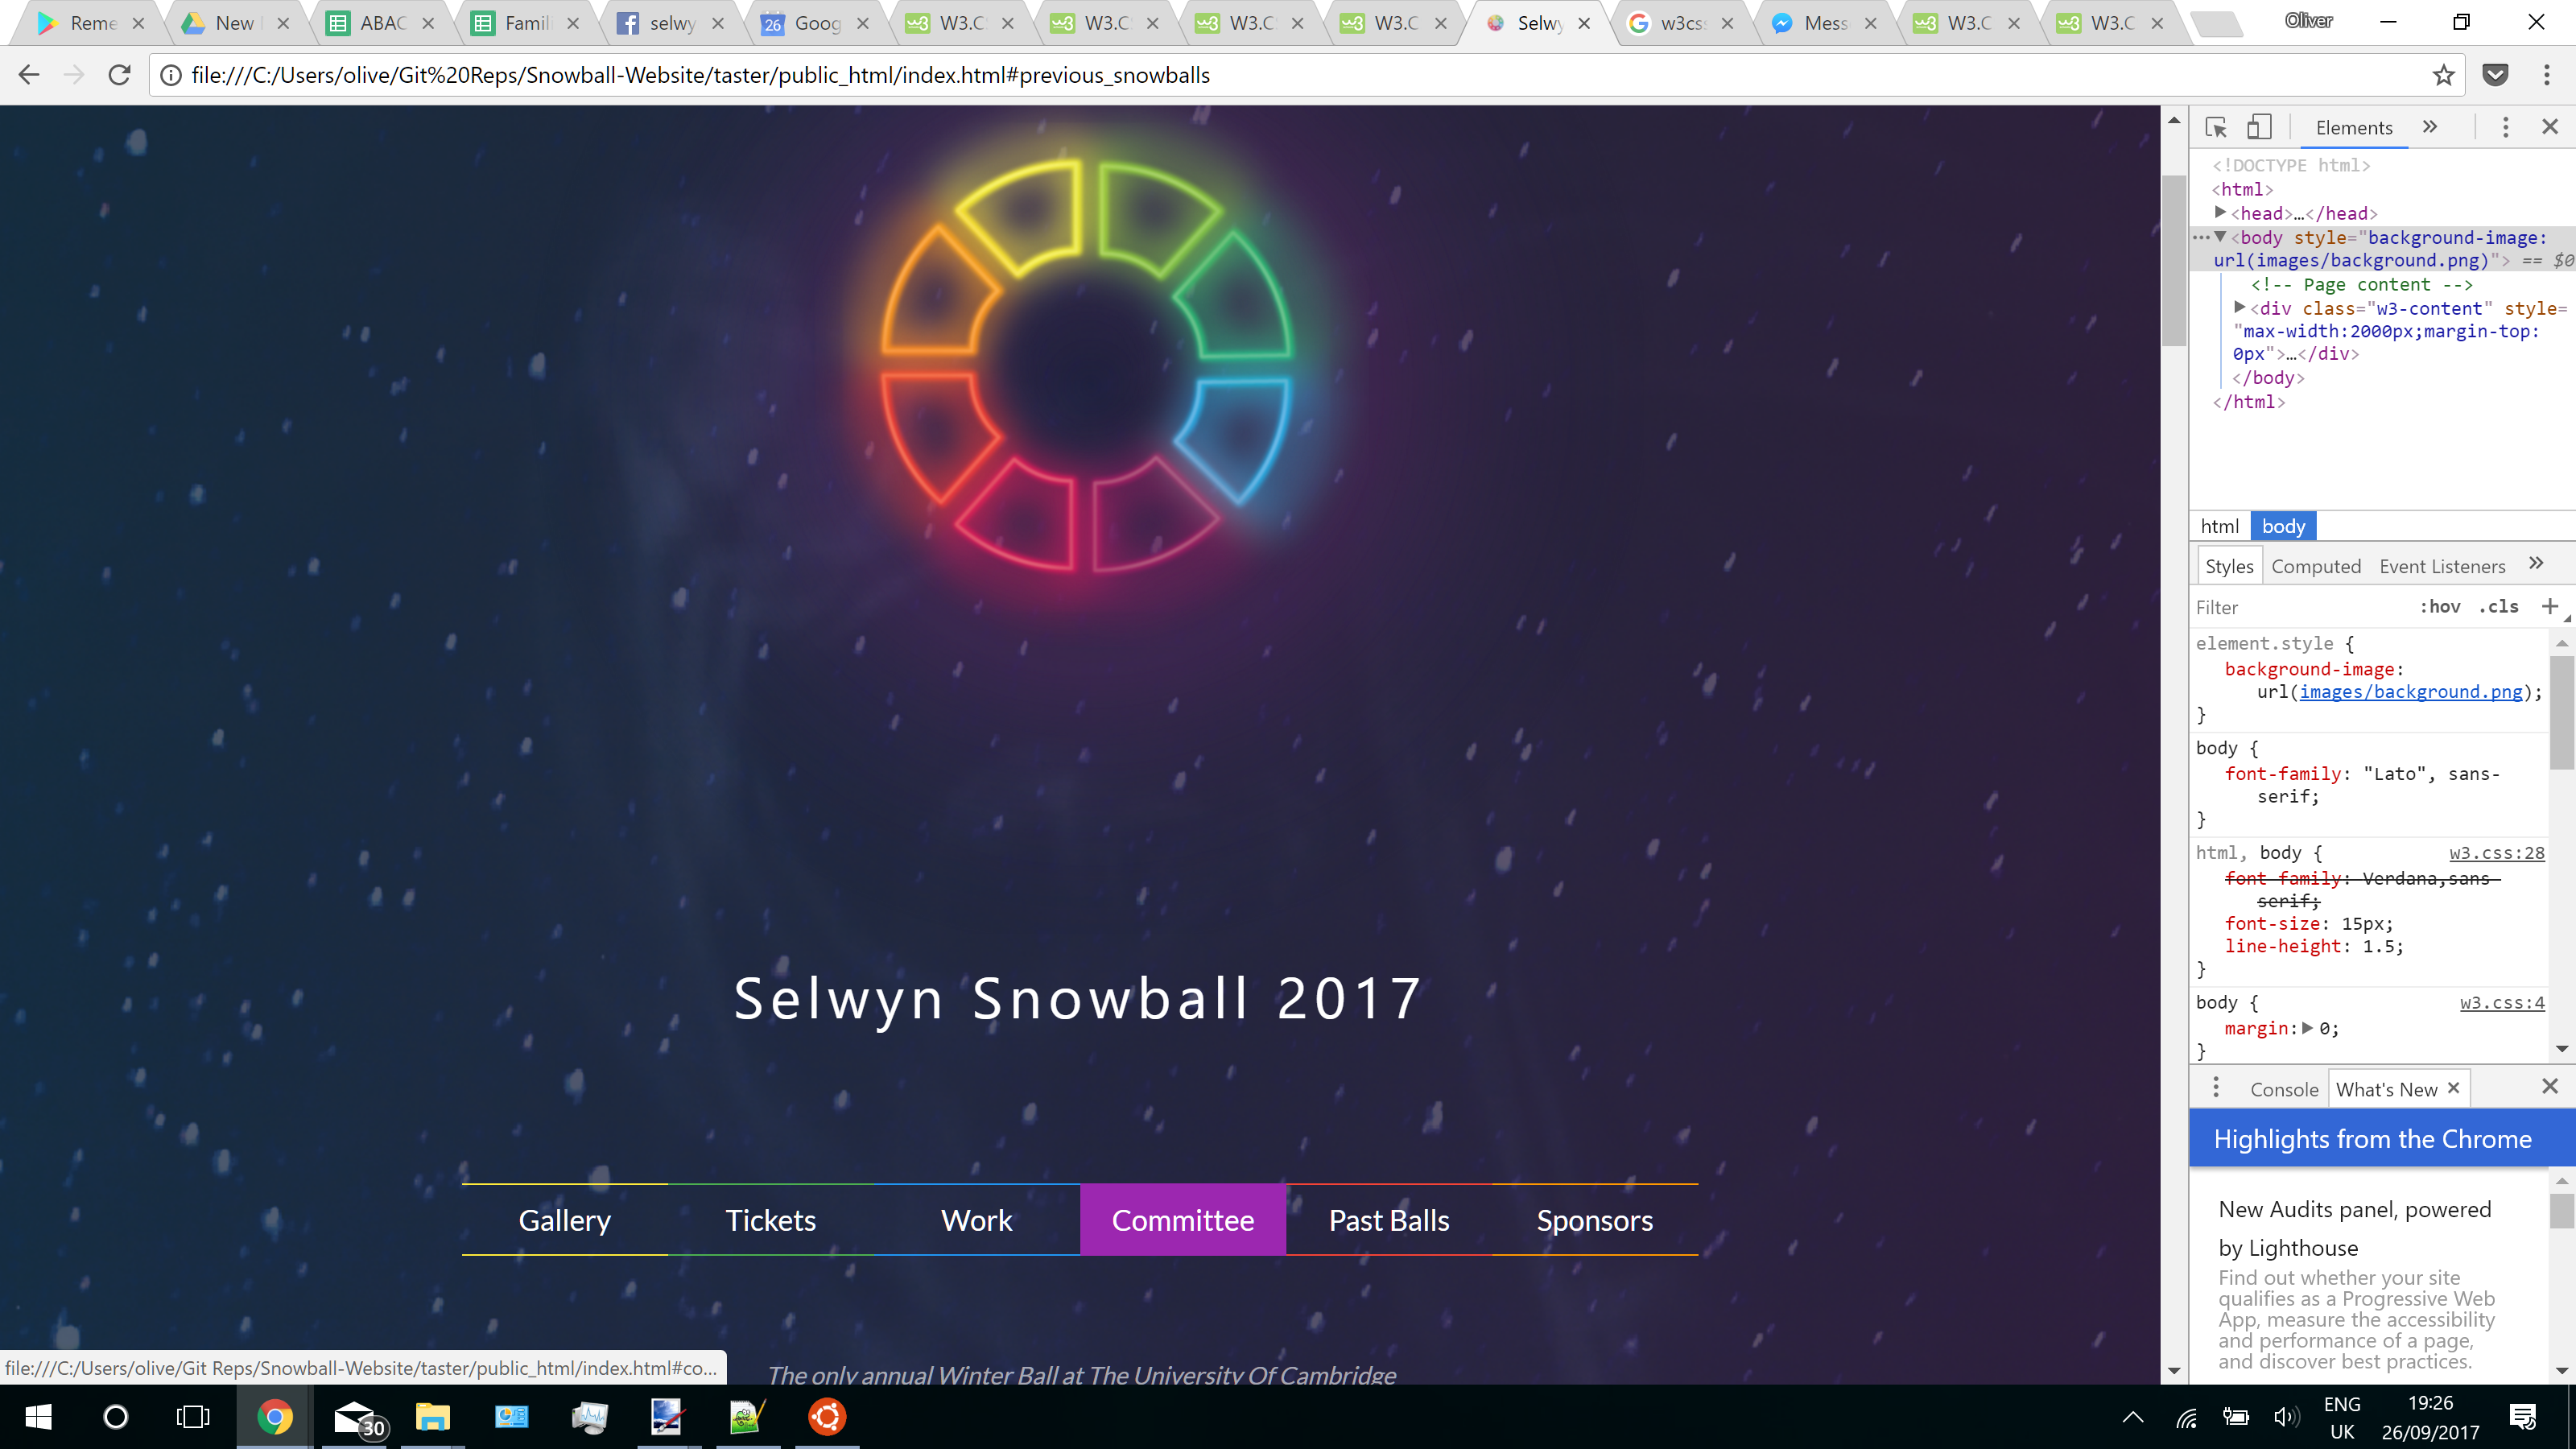 Reme
New
ABAC
Famili
selwy
26
Goog
W3.C
W3.C
W3.C
W3.C
Selwy
w3css
Mess
W3.C
W3.C
Oliver
file:///C:/Users/olive/Git%20Reps/Snowball-Website/taster/public_html/index.html#previous_snowballs
Selwyn Snowball 2017
Gallery Tickets Work Committee Past Balls Sponsors
The only annual Winter Ball at The University Of Cambridge
file:///C:/Users/olive/Git Reps/Snowball-Website/taster/public_html/index.html#co...
Elements »
<!DOCTYPE html>
<html>
<head>…</head>
<body style="background-image:
url(images/background.png)"> == $0
<!-- Page content -->
<div class="w3-content" style=
"max-width:2000px;margin-top:
0px">…</div>
</body>
</html>
html body
Styles Computed Event Listeners »
Filter :hov .cls +
element.style {
background-image:
url(images/background.png);
}
body {
font-family: "Lato", sans-
serif;
}
html, body { w3.css:28
font-family: Verdana,sans-
serif;
font-size: 15px;
line-height: 1.5;
}
body { w3.css:4
margin: 0;
}
Console What's New
Highlights from the Chrome
New Audits panel, powered
by Lighthouse
Find out whether your site
qualifies as a Progressive Web
App, measure the accessibility
and performance of a page,
and discover best practices.
30
ENG
UK
19:26
26/09/2017